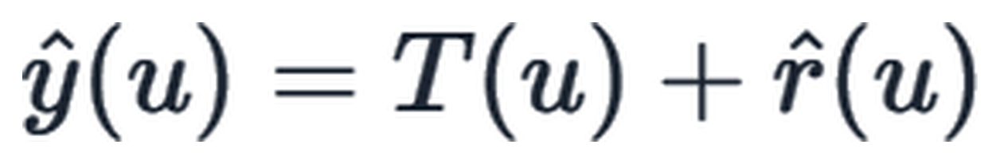 ŷ(u) = T(u) + r̂(u)